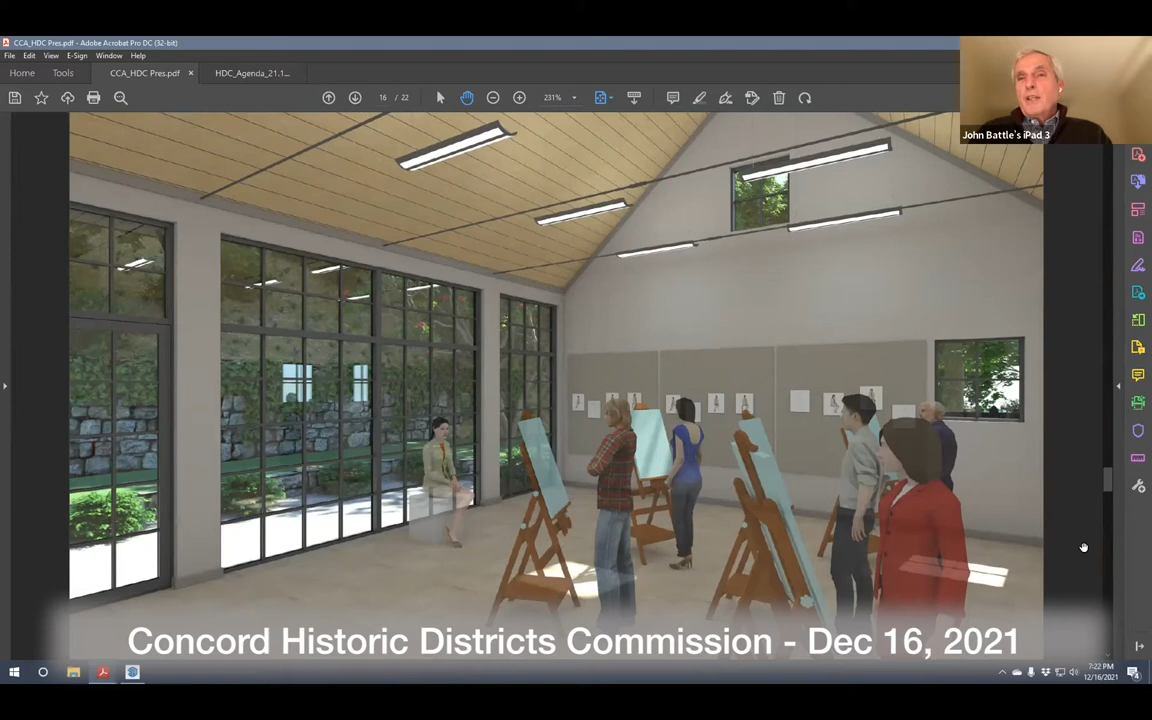 CCA_HDC Pres.pdf - Adobe Acrobat Pro DC (32-bit)
File Edit View E-Sign Window Help
Home Tools CCA_HDC Pres.pdf × HDC_Agenda_21.1...
16 / 22 231%
John Battle's iPad 3
Concord Historic Districts Commission - Dec 16, 2021
7:22 PM
12/16/2021
4